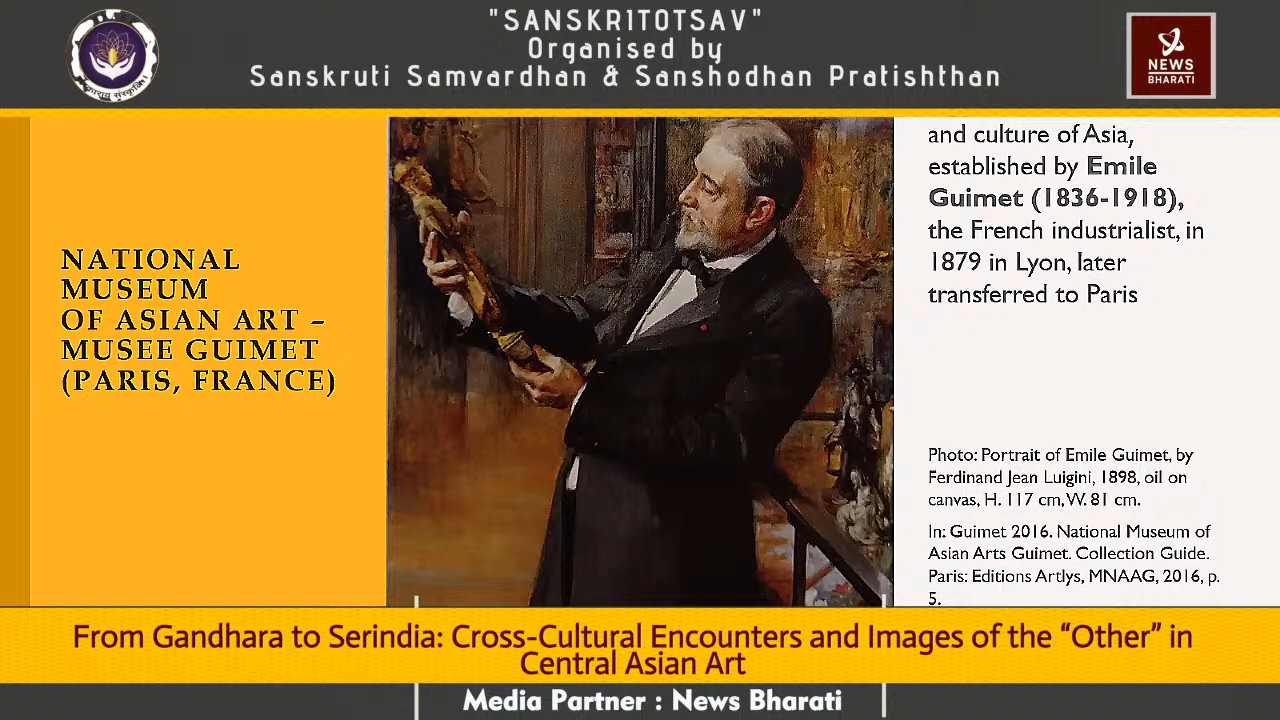 "SANSKRITOTSAV"
Organised by
Sanskruti Samvardhan & Sanshodhan Pratishthan
NEWS
BHARATI
NATIONAL
MUSEUM
OF ASIAN ART –
MUSEE GUIMET
(PARIS, FRANCE)
and culture of Asia,
established by Emile
Guimet (1836-1918),
the French industrialist, in
1879 in Lyon, later
transferred to Paris
Photo: Portrait of Emile Guimet, by
Ferdinand Jean Luigini, 1898, oil on
canvas, H. 117 cm, W. 81 cm.
In: Guimet 2016. National Museum of
Asian Arts Guimet. Collection Guide.
Paris: Editions Artlys, MNAAG, 2016, p.
5.
From Gandhara to Serindia: Cross-Cultural Encounters and Images of the “Other” in
Central Asian Art
Media Partner : News Bharati